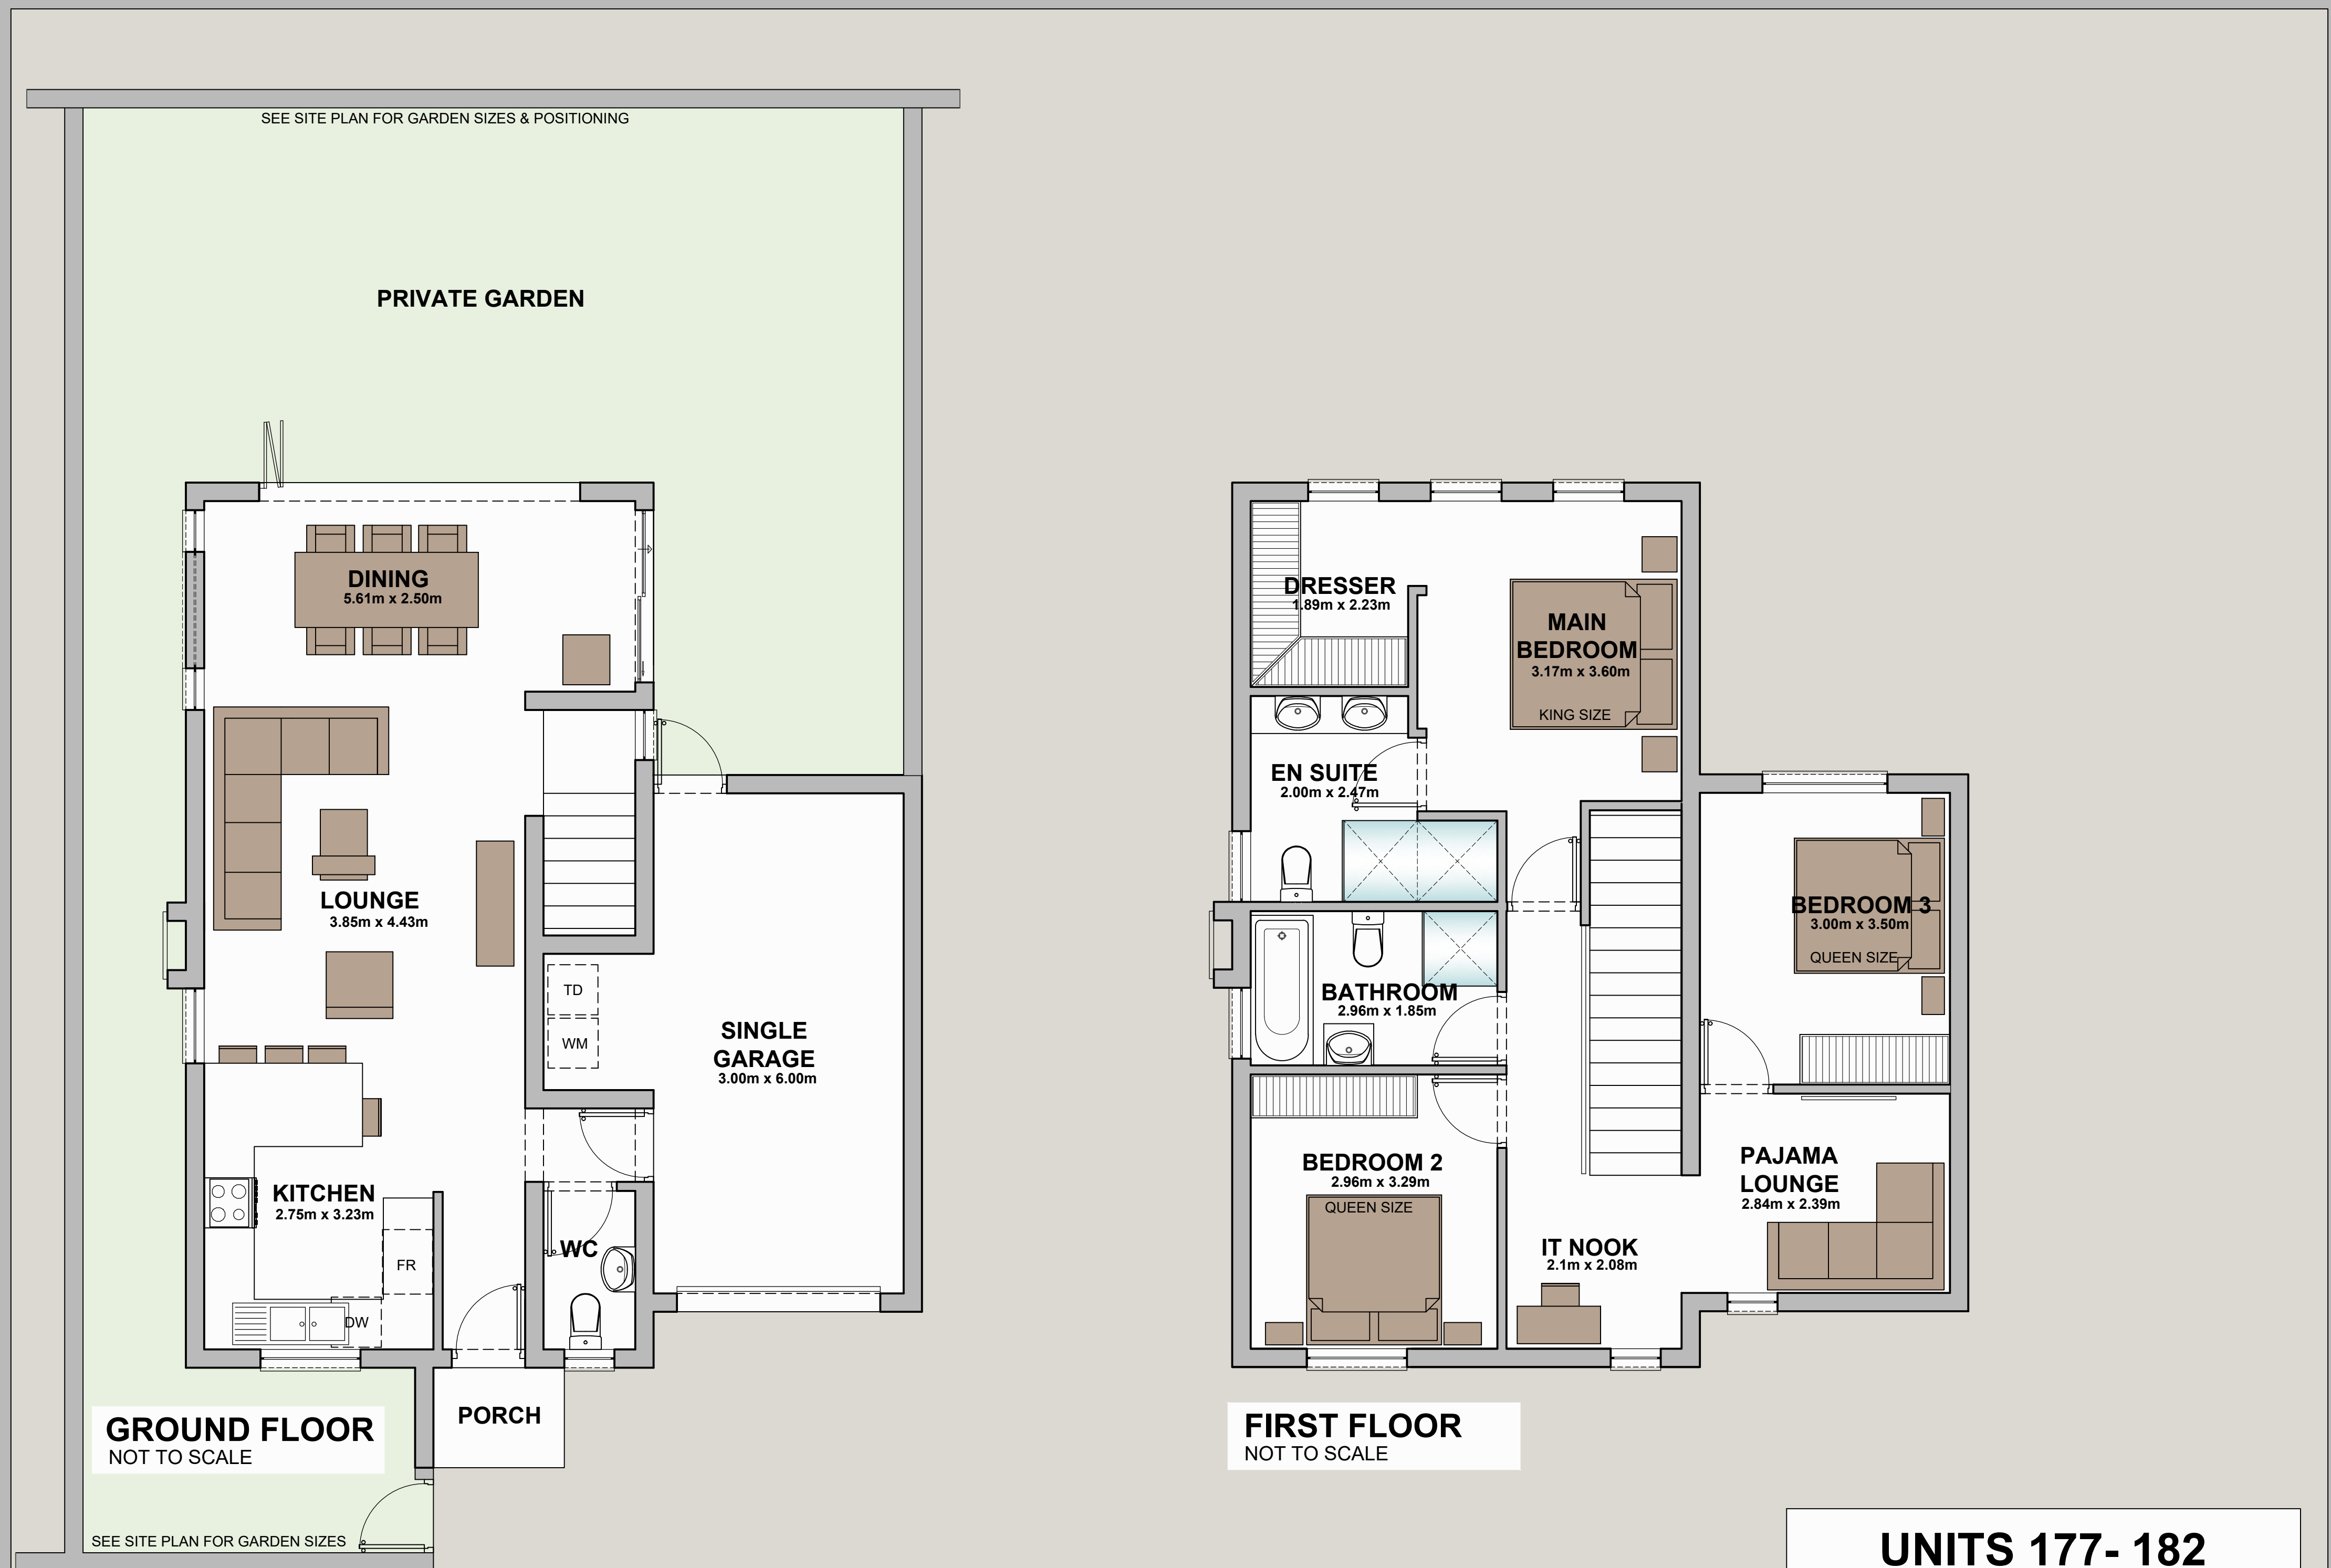 SEE SITE PLAN FOR GARDEN SIZES & POSITIONING
PRIVATE GARDEN
DINING
5.61m x 2.50m
LOUNGE
3.85m x 4.43m
TD
WM
SINGLE
GARAGE
3.00m x 6.00m
KITCHEN
2.75m x 3.23m
FR
DW
WC
PORCH
GROUND FLOOR
NOT TO SCALE
SEE SITE PLAN FOR GARDEN SIZES
DRESSER
1.89m x 2.23m
MAIN
BEDROOM
3.17m x 3.60m
KING SIZE
EN SUITE
2.00m x 2.47m
BEDROOM 3
3.00m x 3.50m
QUEEN SIZE
BATHROOM
2.96m x 1.85m
BEDROOM 2
2.96m x 3.29m
QUEEN SIZE
PAJAMA
LOUNGE
2.84m x 2.39m
IT NOOK
2.1m x 2.08m
FIRST FLOOR
NOT TO SCALE
UNITS 177- 182